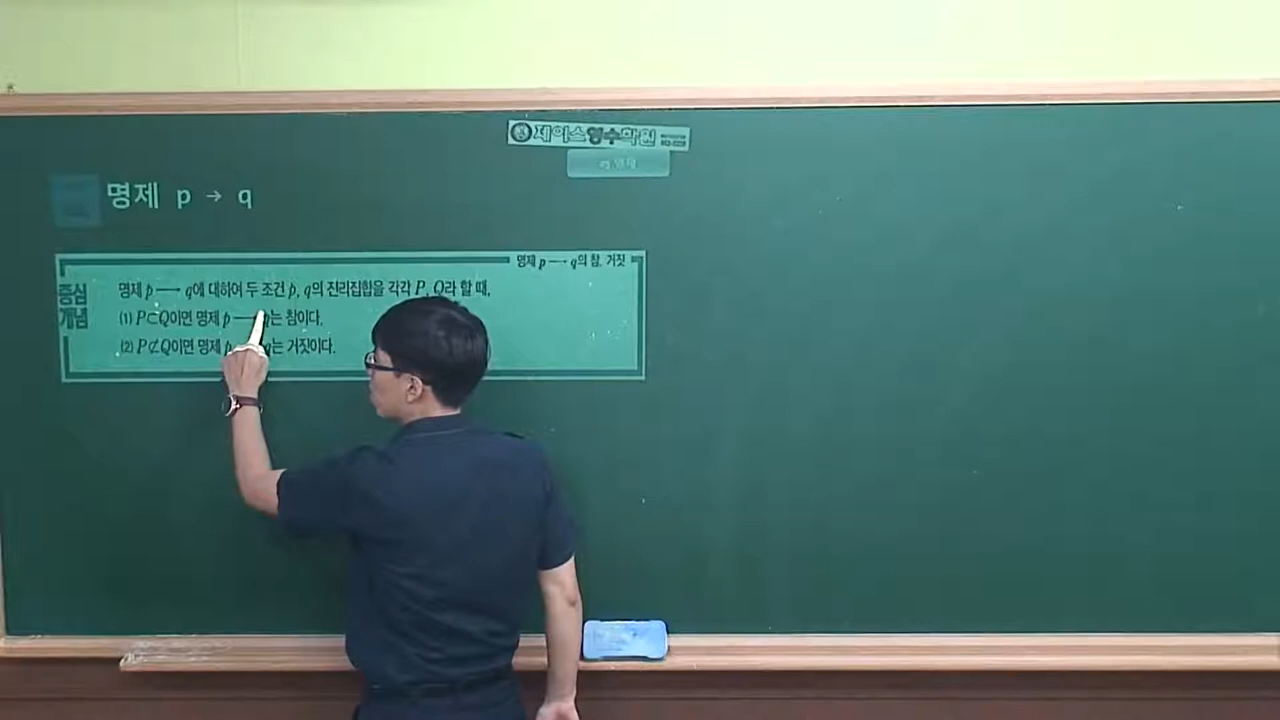 제이스영수학원
명제 p → q
명제 p → q의 참, 거짓
중심
개념
명제 p → q에 대하여 두 조건 p, q의 진리집합을 각각 P, Q라 할 때,
(1) P⊂Q이면 명제 p → q는 참이다.
(2) P⊄Q이면 명제 p q는 거짓이다.